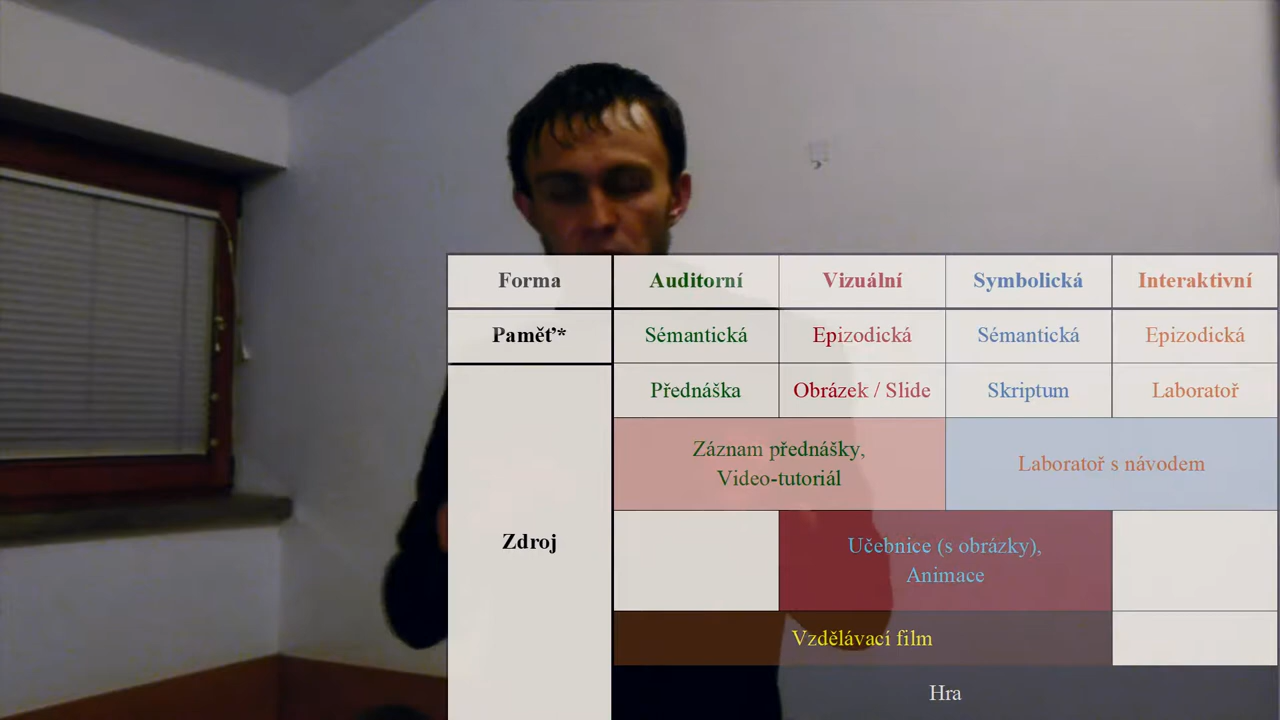 Forma Auditorní Vizuální Symbolická Interaktivní
Paměť* Sémantická Epizodická Sémantická Epizodická
Přednáška Obrázek / Slide Skriptum Laboratoř
Záznam přednášky,
Video-tutoriál
Laboratoř s návodem
Zdroj
Učebnice (s obrázky),
Animace
Vzdělávací film
Hra